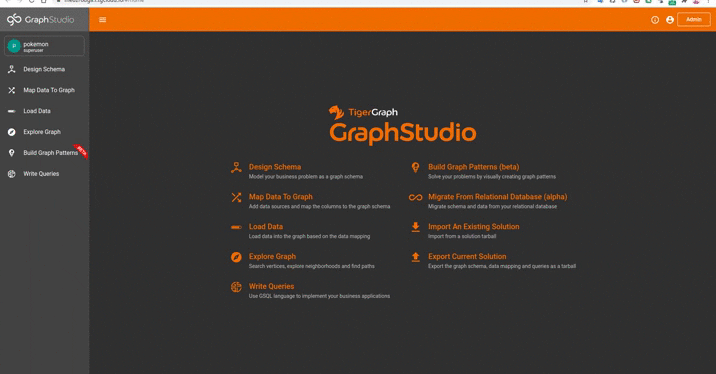 GraphStudio
Admin
P
pokemon
superuser
Design Schema
Map Data To Graph
Load Data
Explore Graph
Build Graph Patterns
BETA
Write Queries
TigerGraph
GraphStudio
Design Schema
Model your business problem as a graph schema
Map Data To Graph
Add data sources and map the columns to the graph schema
Load Data
Load data into the graph based on the data mapping
Explore Graph
Search vertices, explore neighborhoods and find paths
Write Queries
Use GSQL language to implement your business applications
Build Graph Patterns (beta)
Solve your problems by visually creating graph patterns
Migrate From Relational Database (alpha)
Migrate schema and data from your relational database
Import An Existing Solution
Import from a solution tarball
Export Current Solution
Export the graph schema, data mapping and queries as a tarball